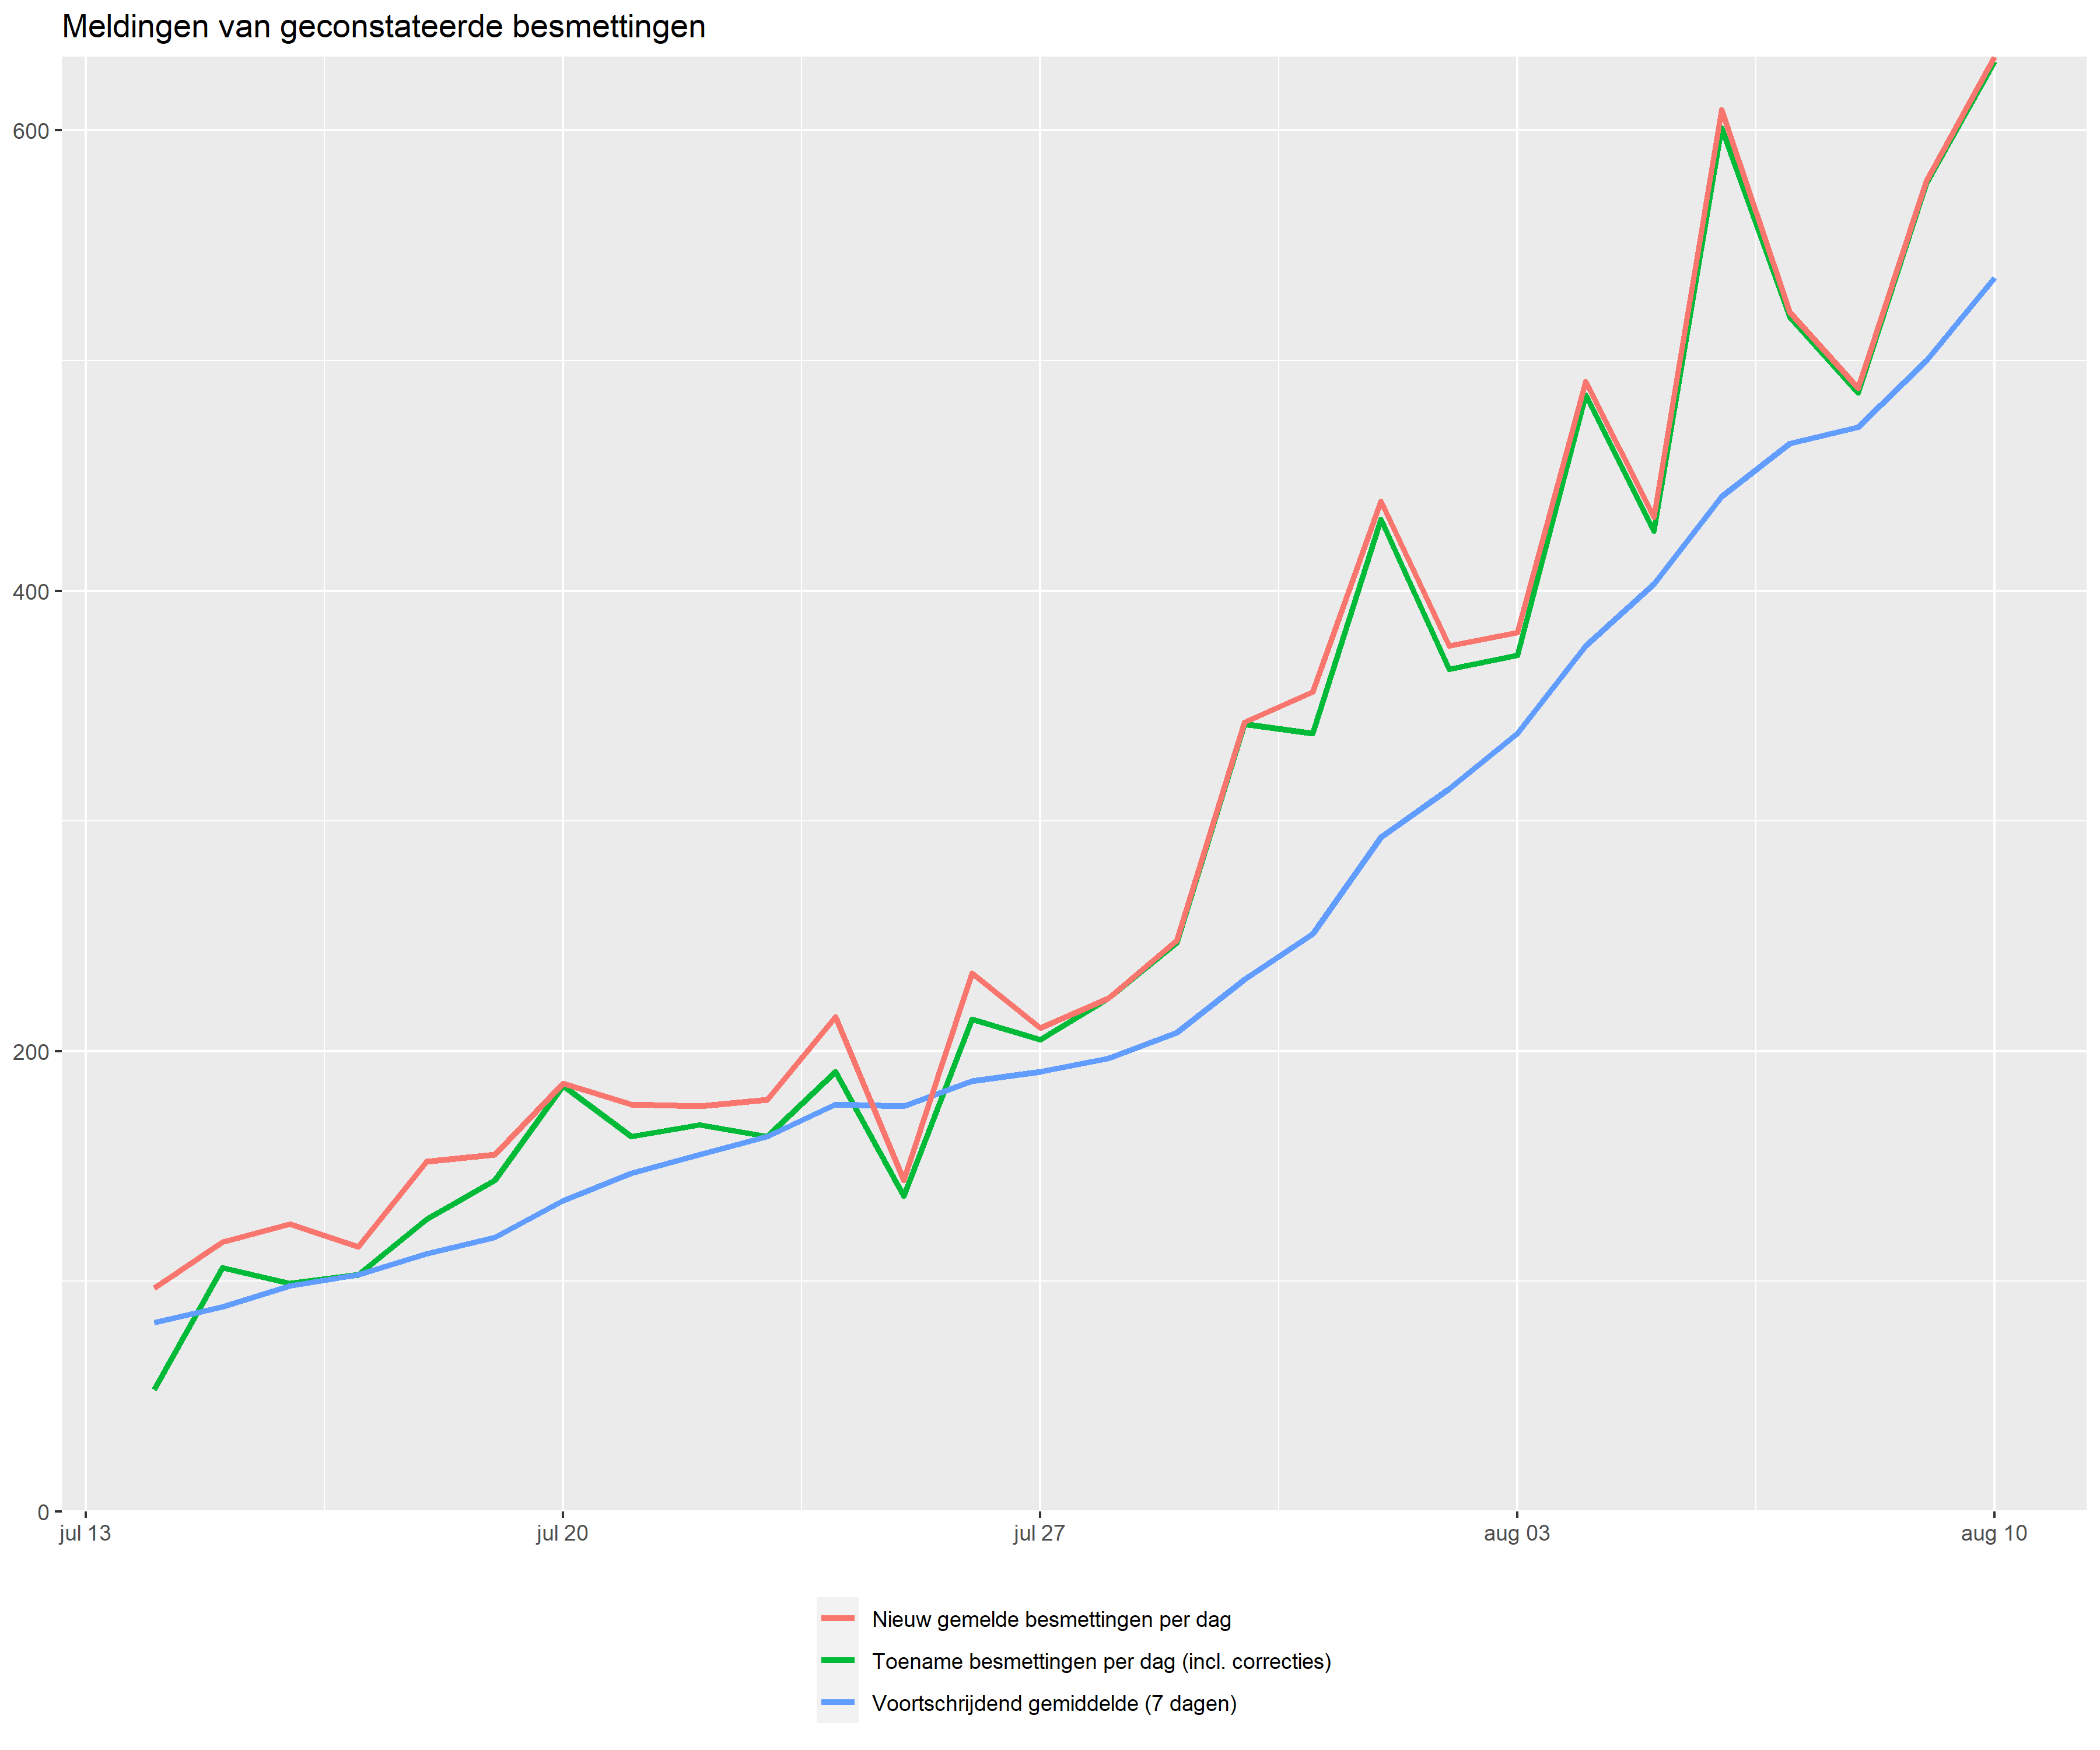 Meldingen van geconstateerde besmettingen
600
400
200
0
jul 13
jul 20
jul 27
aug 03
aug 10
Nieuw gemelde besmettingen per dag
Toename besmettingen per dag (incl. correcties)
Voortschrijdend gemiddelde (7 dagen)